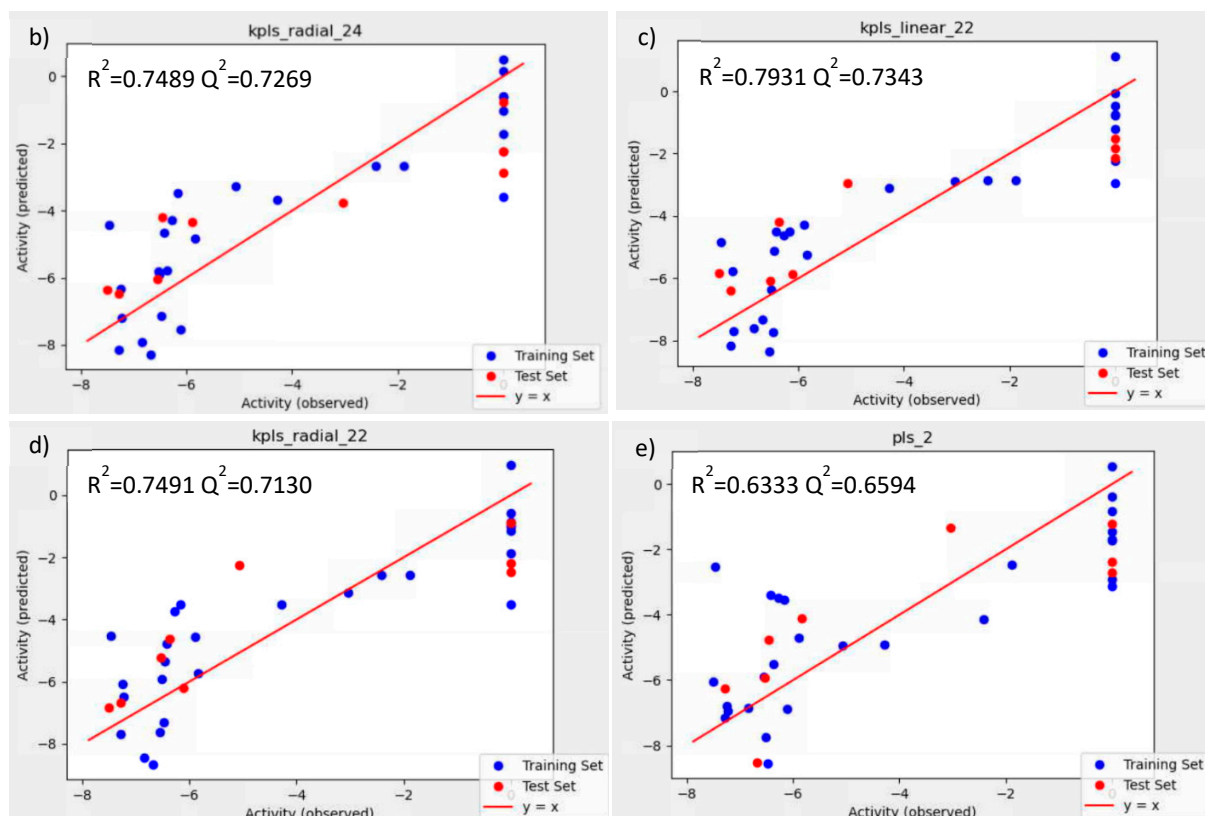 b)
kpls_radial_24
R²=0.7489 Q²=0.7269
Activity (predicted)
0
−2
−4
−6
−8
−8
−6
−4
−2
0
Activity (observed)
Training Set
Test Set
y = x
c)
kpls_linear_22
R²=0.7931 Q²=0.7343
Activity (predicted)
0
−2
−4
−6
−8
−8
−6
−4
−2
0
Activity (observed)
Training Set
Test Set
y = x
d)
kpls_radial_22
R²=0.7491 Q²=0.7130
Activity (predicted)
0
−2
−4
−6
−8
−8
−6
−4
−2
0
Activity (observed)
Training Set
Test Set
y = x
e)
pls_2
R²=0.6333 Q²=0.6594
Activity (predicted)
0
−2
−4
−6
−8
−8
−6
−4
−2
0
Activity (observed)
Training Set
Test Set
y = x